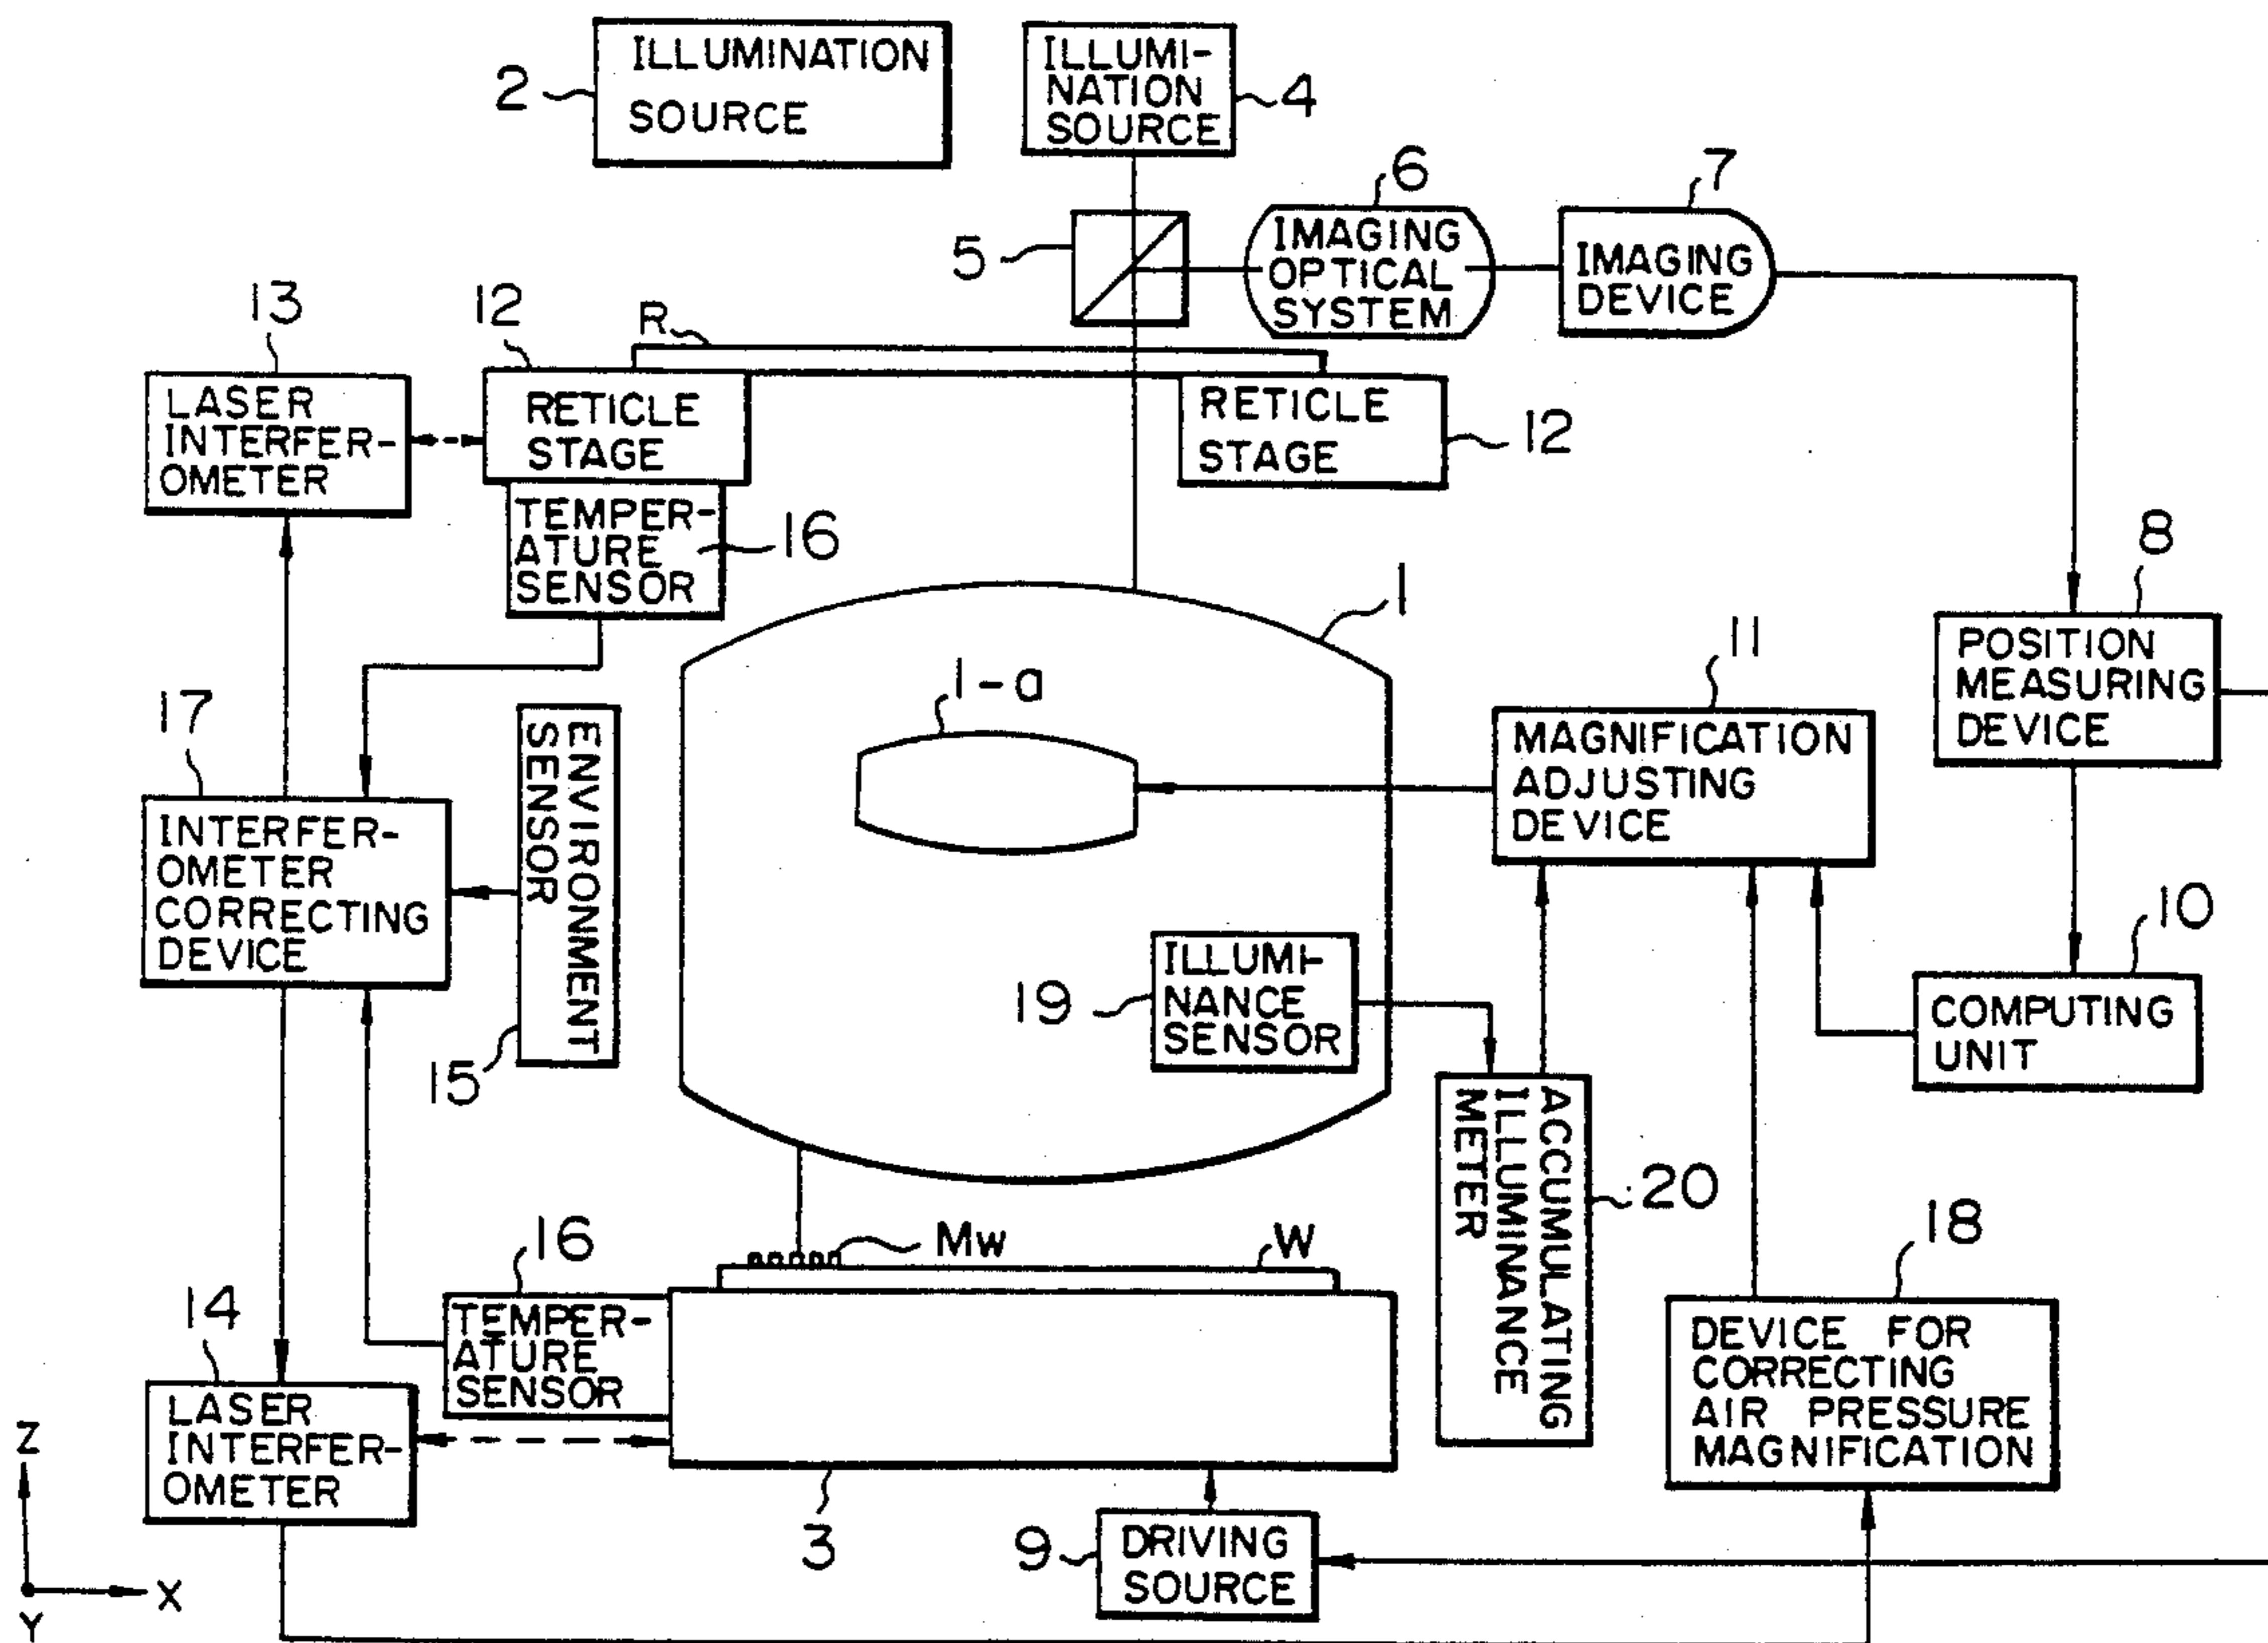 2
ILLUMINATION
SOURCE
ILLUMI-
NATION
SOURCE
4
5
6
IMAGING
OPTICAL
SYSTEM
7
IMAGING
DEVICE
13
LASER
INTERFER-
OMETER
12
R
RETICLE
STAGE
RETICLE
STAGE
12
TEMPER-
ATURE
SENSOR
16
1
1-a
8
POSITION
MEASURING
DEVICE
11
MAGNIFICATION
ADJUSTING
DEVICE
17
INTERFER-
OMETER
CORRECTING
DEVICE
ENVIRONMENT
SENSOR
15
10
COMPUTING
UNIT
19
ILLUMI-
NANCE
SENSOR
ACCUMULATING
ILLUMINANCE
METER
20
Mw
W
16
TEMPER-
ATURE
SENSOR
14
LASER
INTERFER-
OMETER
3
9
DRIVING
SOURCE
18
DEVICE FOR
CORRECTING
AIR PRESSURE
MAGNIFICATION
Z
X
Y